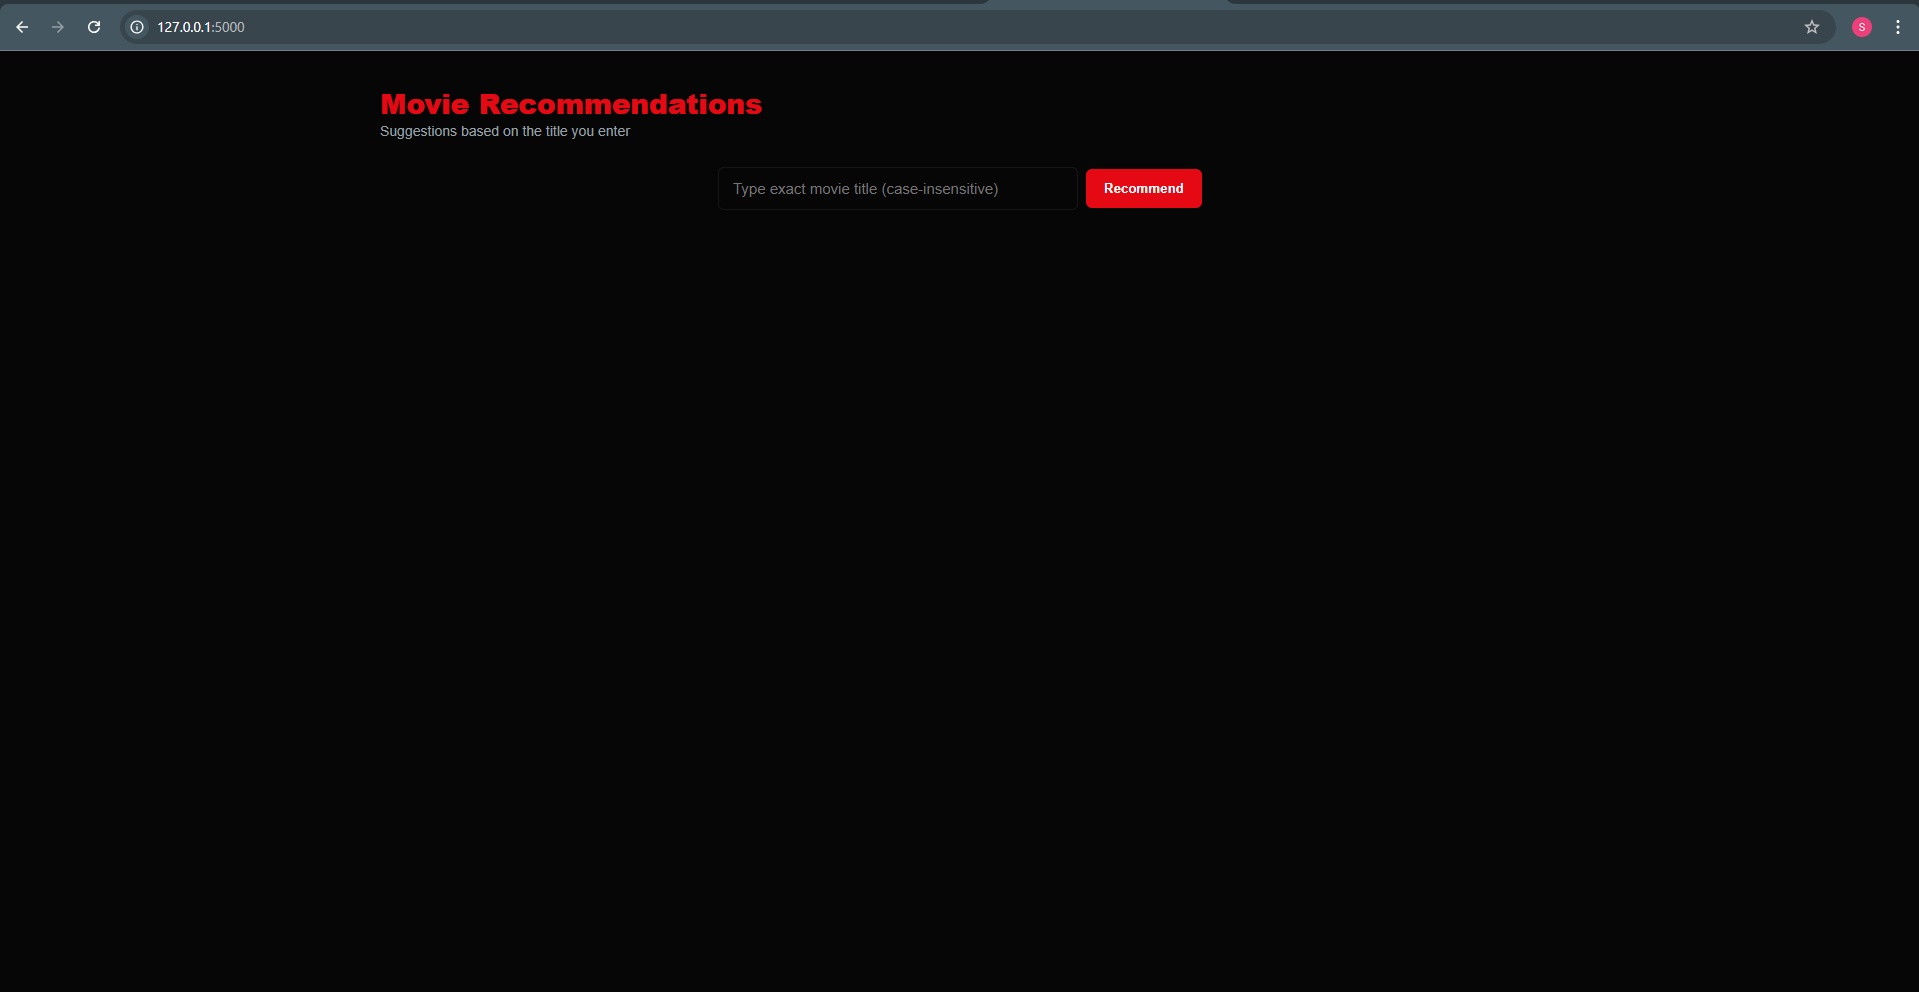 127.0.0.1:5000
S
Movie Recommendations
Suggestions based on the title you enter
Type exact movie title (case-insensitive)
Recommend